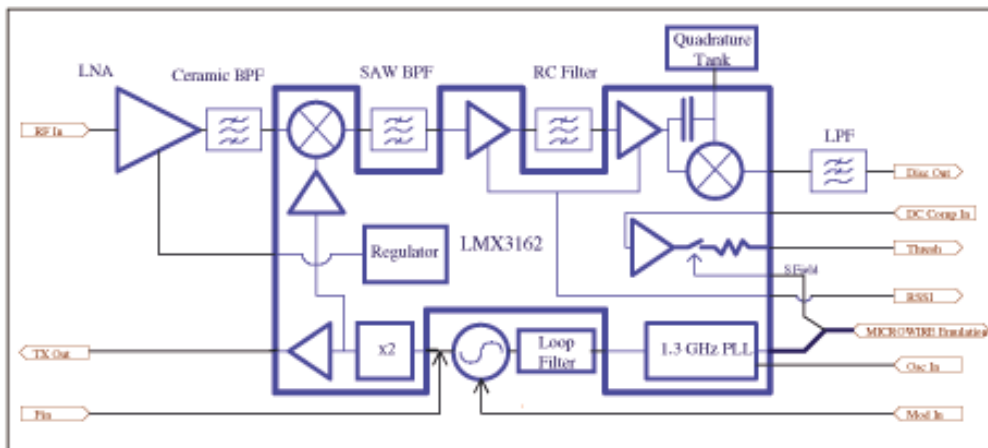 Quadrature
Tank
LNA
Ceramic BPF
SAW BPF
RC Filter
LPF
RF In
Disc Out
DC Comp In
Regulator
LMX3162
Thresh
S Field
RSSI
TX Out
x2
Loop
Filter
1.3 GHz PLL
MICROWIRE Emulation
Osc In
Fin
Mod In